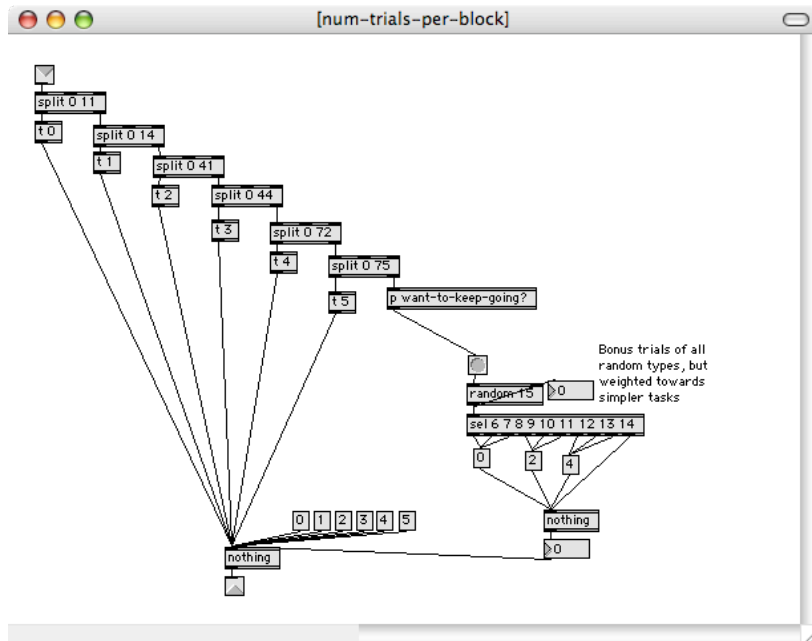 [num-trials-per-block]
split 0 11
t 0
split 0 14
t 1
split 0 41
t 2
split 0 44
t 3
split 0 72
t 4
split 0 75
t 5
p want-to-keep-going?
Bonus trials of all
random types, but
weighted towards
simpler tasks
random 15
0
sel 6 7 8 9 10 11 12 13 14
0
2
4
0 1 2 3 4 5
nothing
0
nothing